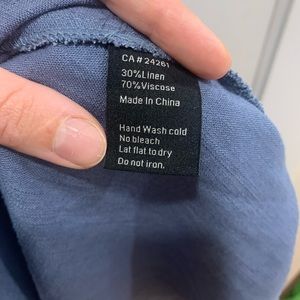 CA#24261
30%Linen
70%Viscose
Made In China
Hand Wash cold
No bleach
Lat flat to dry
Do not iron.